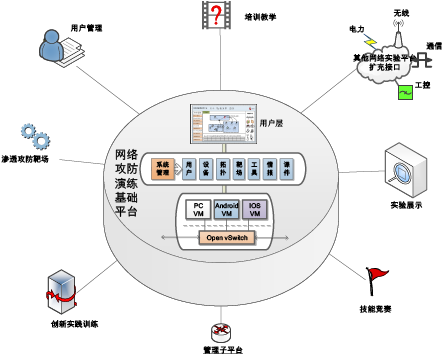 培训教学
无线
电力
通信
其他网络实验平台
扩充接口
工控
用户管理
用户层
渗透攻防靶场
网络
攻防
演练
基础
平台
系统
管理
用户
设备
拓扑
靶场
工具
情报
课件
PC
VM
Android
VM
IOS
VM
Open vSwitch
实验展示
创新实践训练
技能竞赛
管理子平台